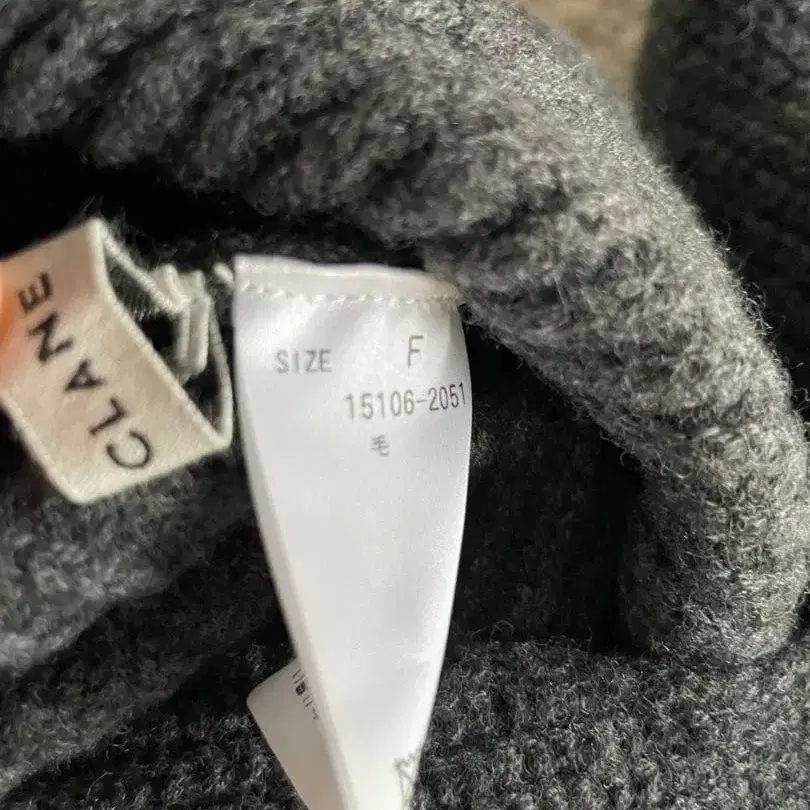 CLANE
SIZE F
15106-2051
毛